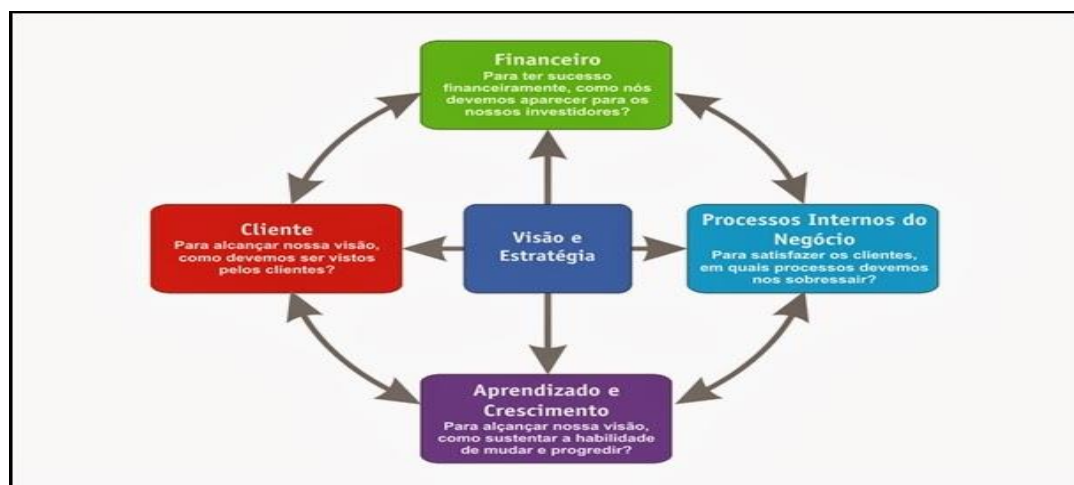 Financeiro
Para ter sucesso
financeiramente, como nós
devemos aparecer para os
nossos investidores?
Cliente
Para alcançar nossa visão,
como devemos ser vistos
pelos clientes?
Visão e
Estratégia
Processos Internos do
Negócio
Para satisfazer os clientes,
em quais processos devemos
nos sobressair?
Aprendizado e
Crescimento
Para alçançar nossa visão,
como sustentar a habilidade
de mudar e progredir?